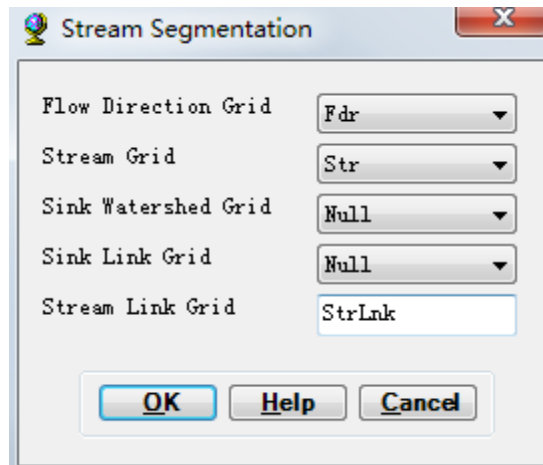 Stream Segmentation
Flow Direction Grid Fdr
Stream Grid Str
Sink Watershed Grid Null
Sink Link Grid Null
Stream Link Grid StrLnk
OK Help Cancel